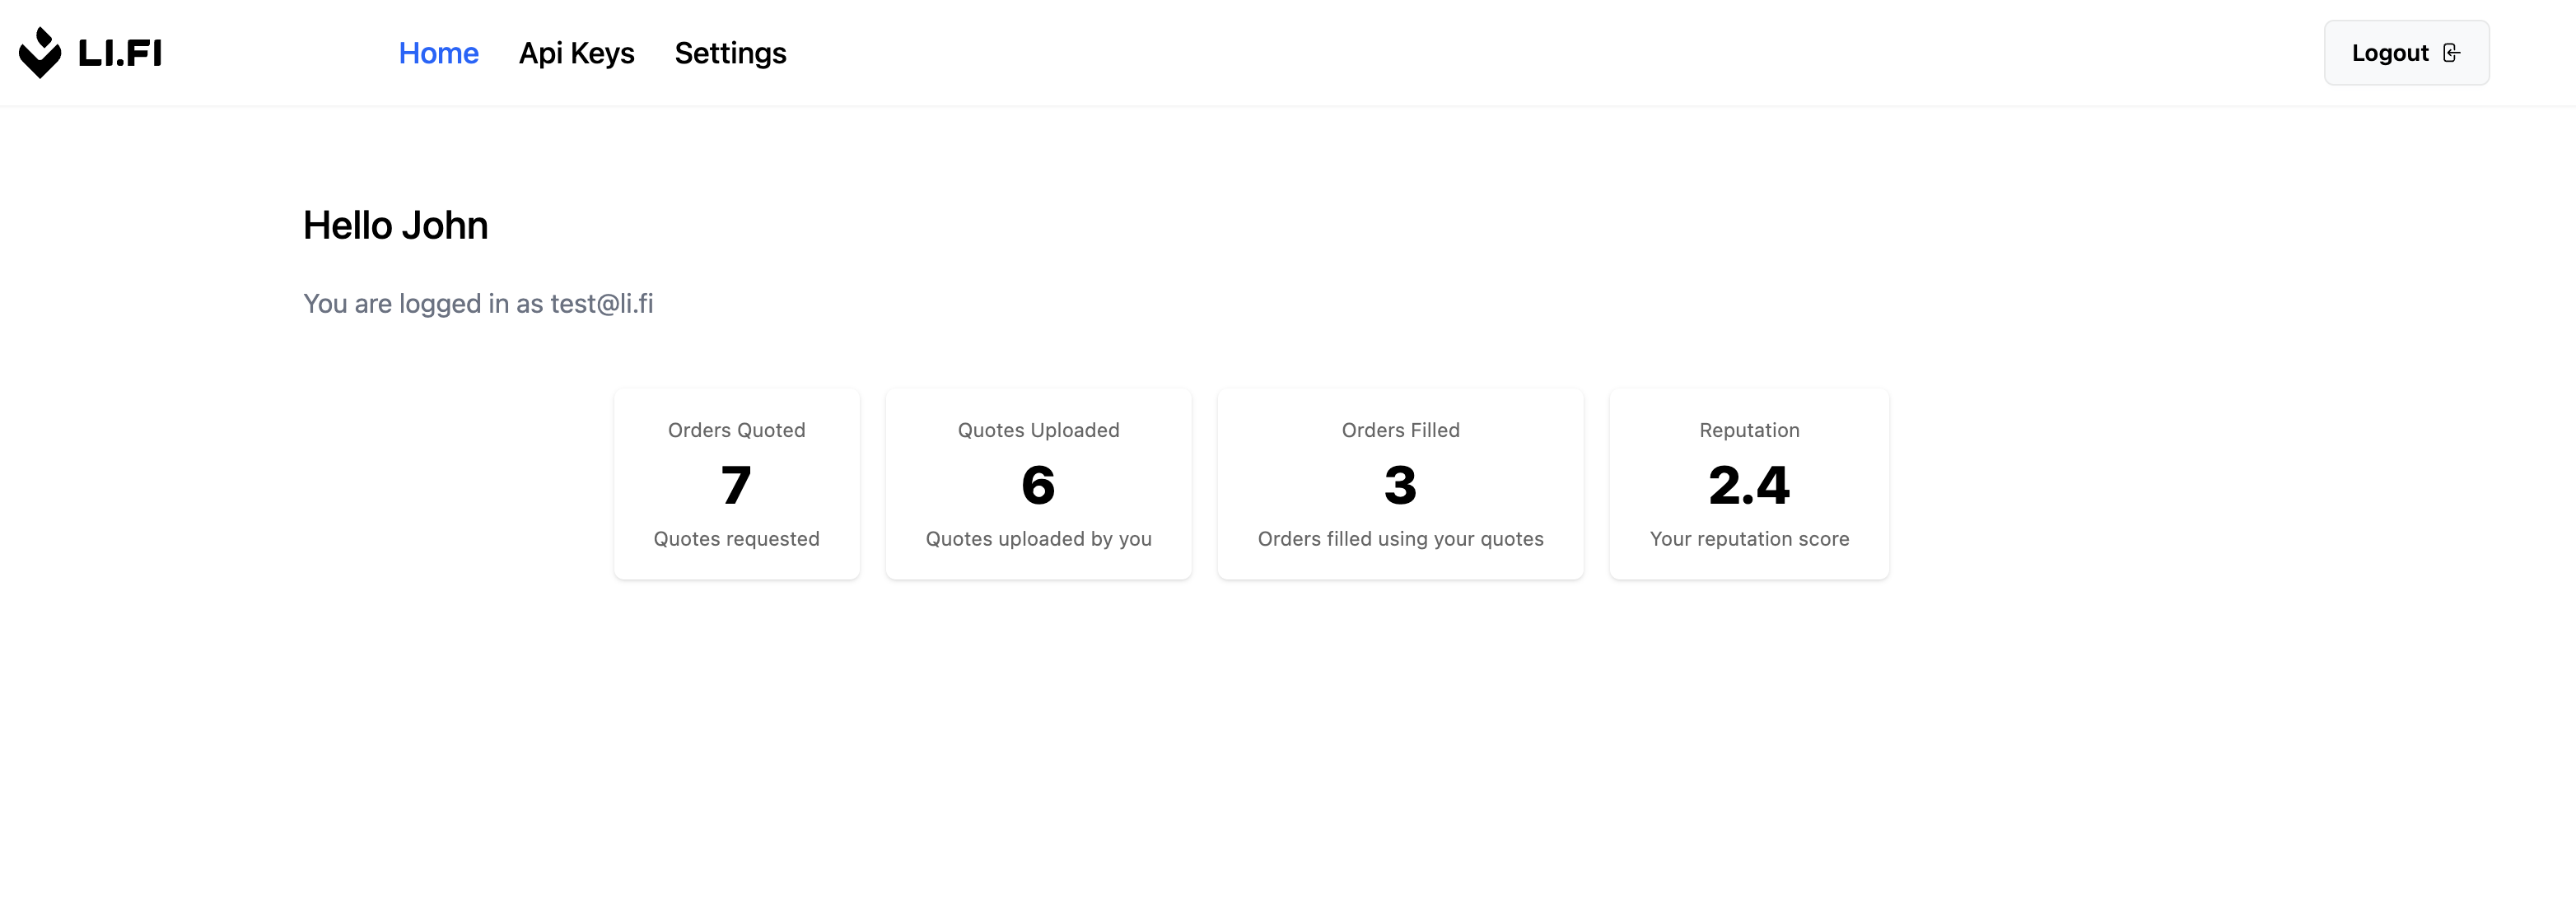 LI.FI
Home Api Keys Settings
Logout
Hello John
You are logged in as test@li.fi
Orders Quoted
7
Quotes requested
Quotes Uploaded
6
Quotes uploaded by you
Orders Filled
3
Orders filled using your quotes
Reputation
2.4
Your reputation score